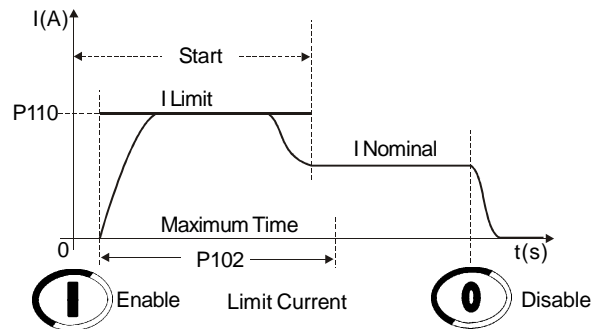 I(A)
Start
I Limit
P110
I Nominal
Maximum Time
0
t(s)
P102
I Enable
Limit Current
0 Disable